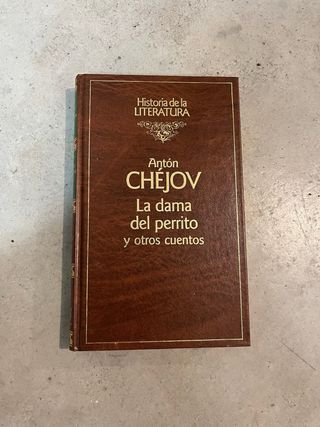 Historia de la
LITERATURA
Antón
CHÉJOV
La dama
del perrito
y otros cuentos